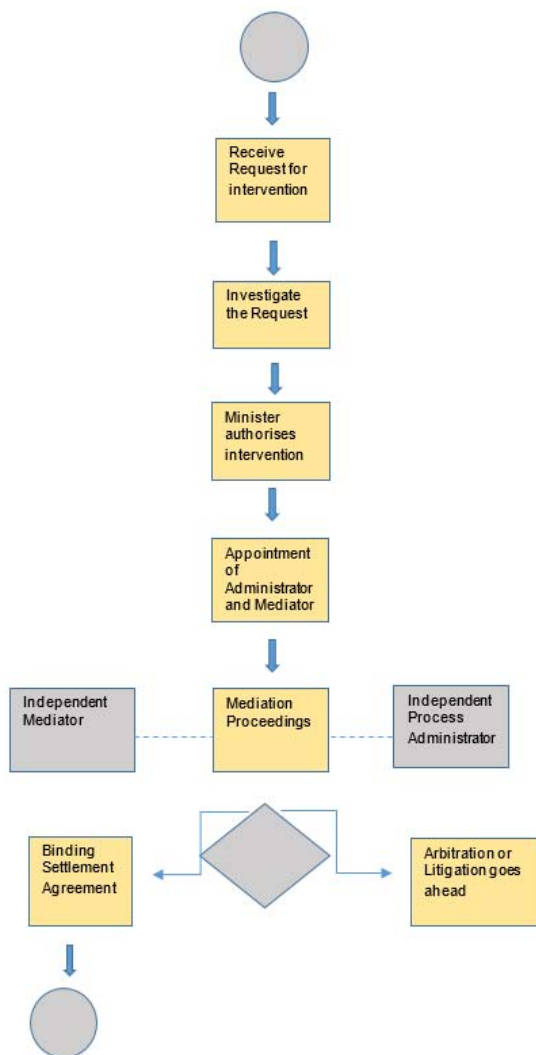 Receive
Request for
intervention
Investigate
the Request
Minister
authorises
intervention
Appointment
of
Administrator
and Mediator
Independent
Mediator
Mediation
Proceedings
Independent
Process
Administrator
Binding
Settlement
Agreement
Arbitration or
Litigation goes
ahead